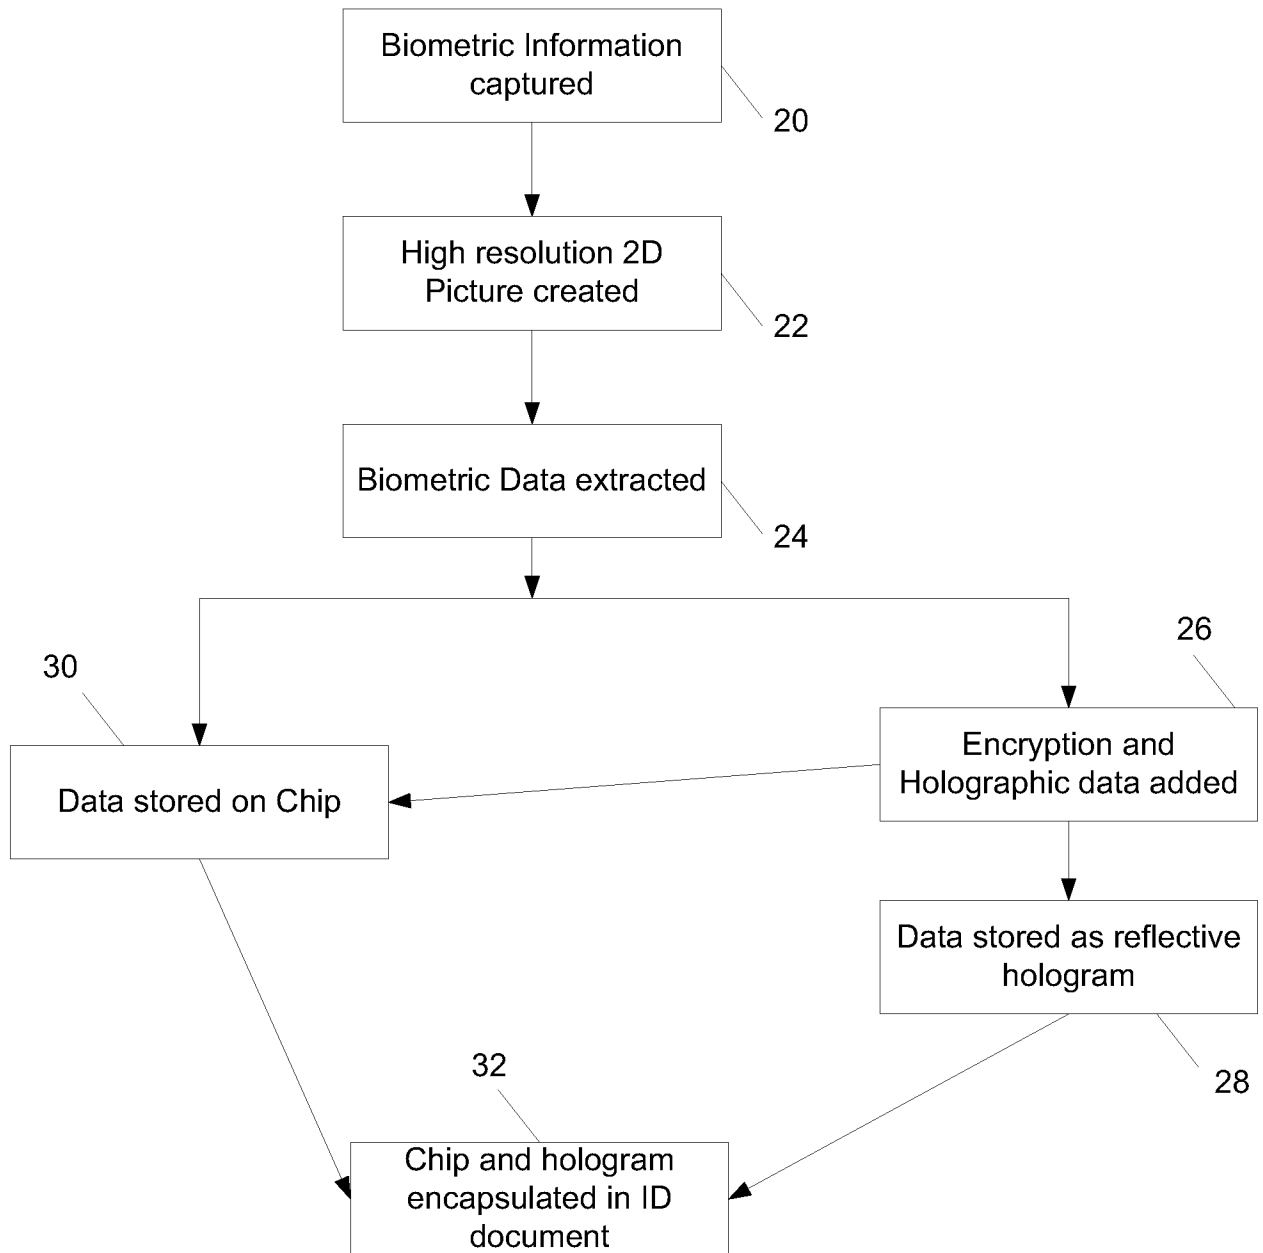 Biometric Information
captured
20
High resolution 2D
Picture created
22
Biometric Data extracted
24
26
30
Encryption and
Holographic data added
Data stored on Chip
Data stored as reflective
hologram
28
32
Chip and hologram
encapsulated in ID
document